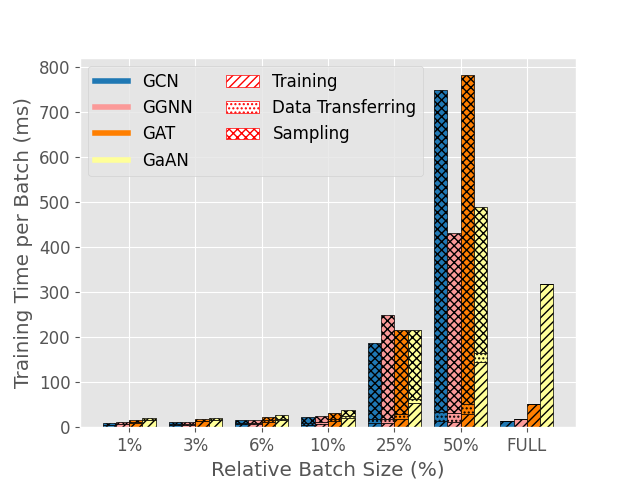 800
700
600
500
400
300
200
100
0
Training Time per Batch (ms)
GCN
GGNN
GAT
GaAN
Training
Data Transferring
Sampling
1% 3% 6% 10% 25% 50% FULL
Relative Batch Size (%)